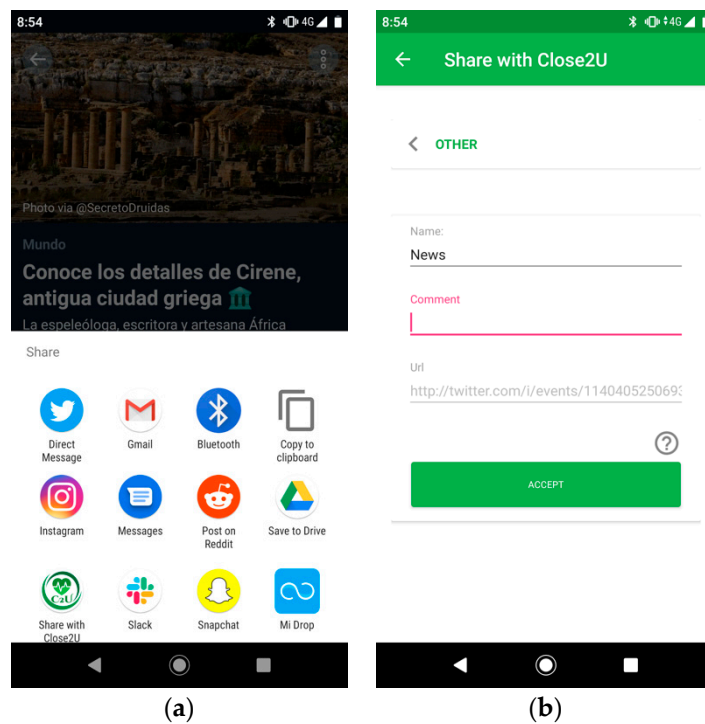 8:54
4G
Photo via @SecretoDruidas
Mundo
Conoce los detalles de Cirene,
antigua ciudad griega
La espeleóloga, escritora y artesana África
Share
Direct
Message
Gmail
Bluetooth
Copy to
clipboard
Instagram
Messages
Post on
Reddit
Save to Drive
C2U
Share with
Close2U
Slack
Snapchat
Mi Drop
(a)
8:54
4G
Share with Close2U
OTHER
Name:
News
Comment
Url
http://twitter.com/i/events/1140405250693
ACCEPT
(b)